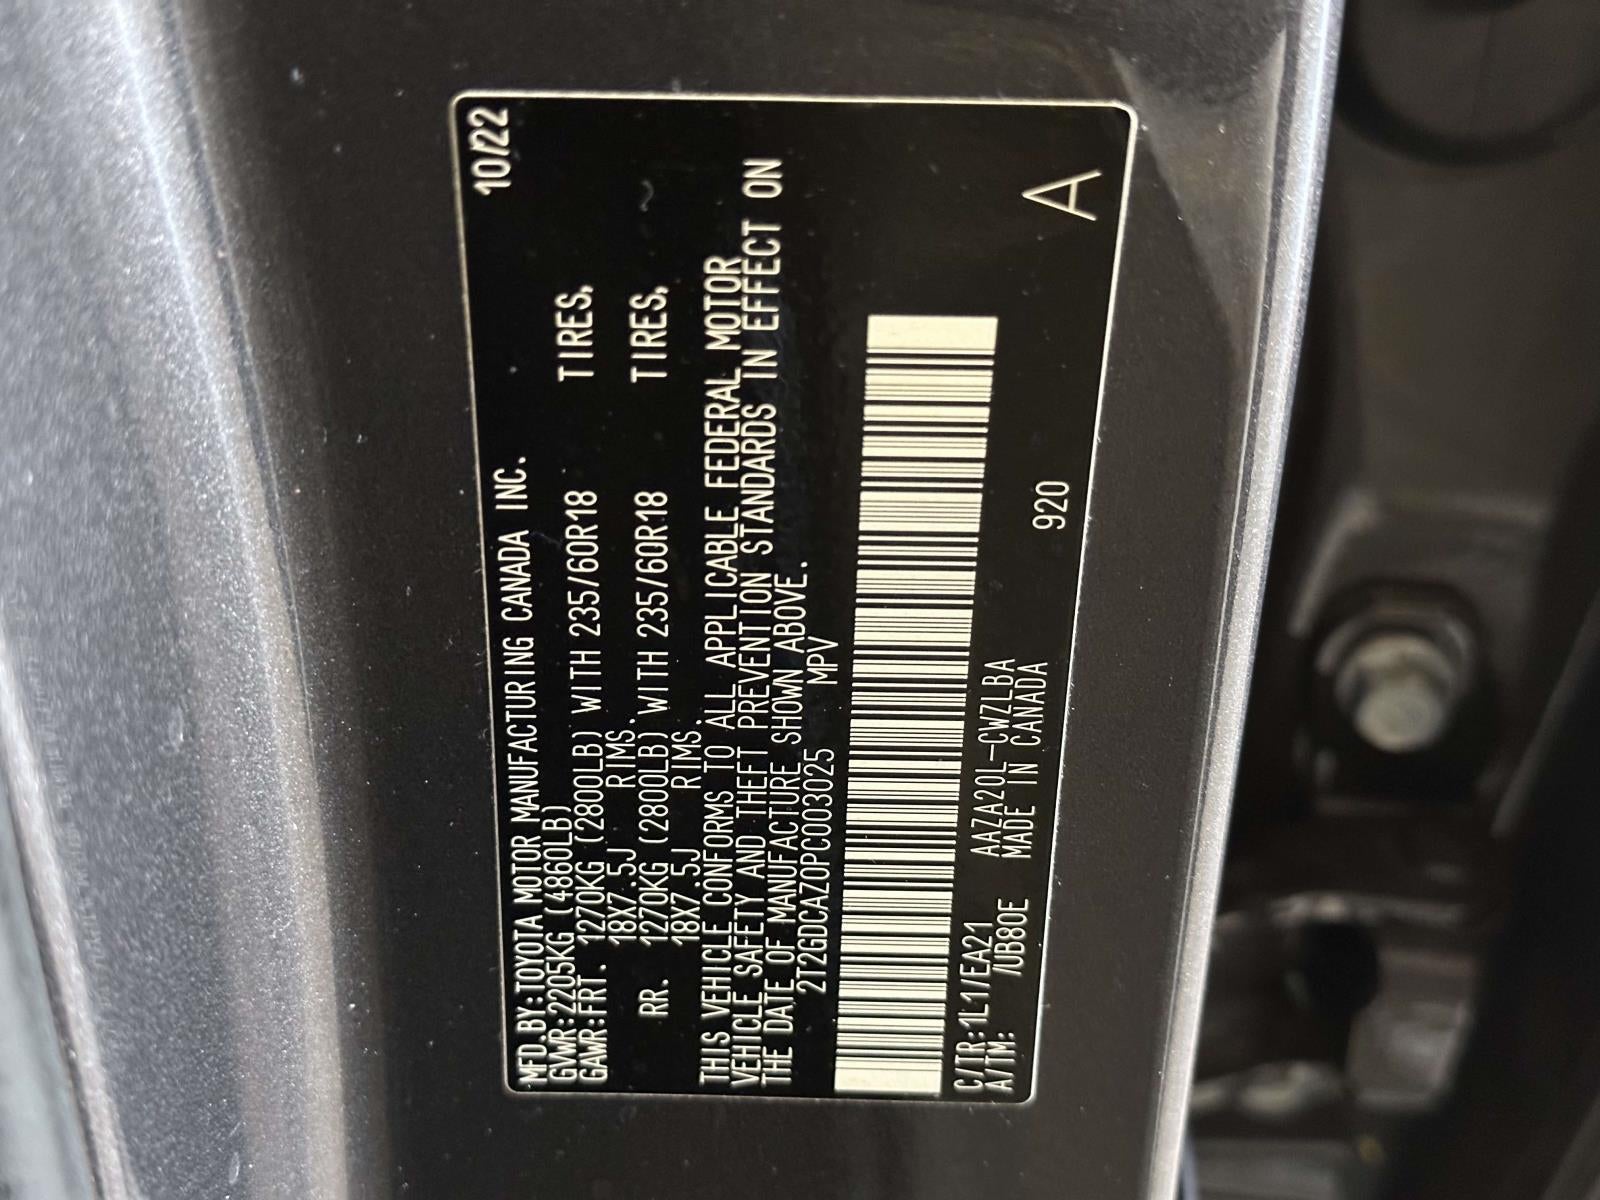 MFD.BY:TOYOTA MOTOR MANUFACTURING CANADA INC. 10/22
GVWR:2205KG (4860LB)
GAWR:FRT. 1270KG (2800LB) WITH 235/60R18 TIRES,
18X7.5J RIMS.
RR. 1270KG (2800LB) WITH 235/60R18 TIRES,
18X7.5J RIMS.
THIS VEHICLE CONFORMS TO ALL APPLICABLE FEDERAL MOTOR
VEHICLE SAFETY AND THEFT PREVENTION STANDARDS IN EFFECT ON
THE DATE OF MANUFACTURE SHOWN ABOVE.
2T2GDCAZ0PC003025 MPV
C/TR:1L1/EA21 AAZA20L-CWZLBA
A/TM: /UB80E MADE IN CANADA 920
A